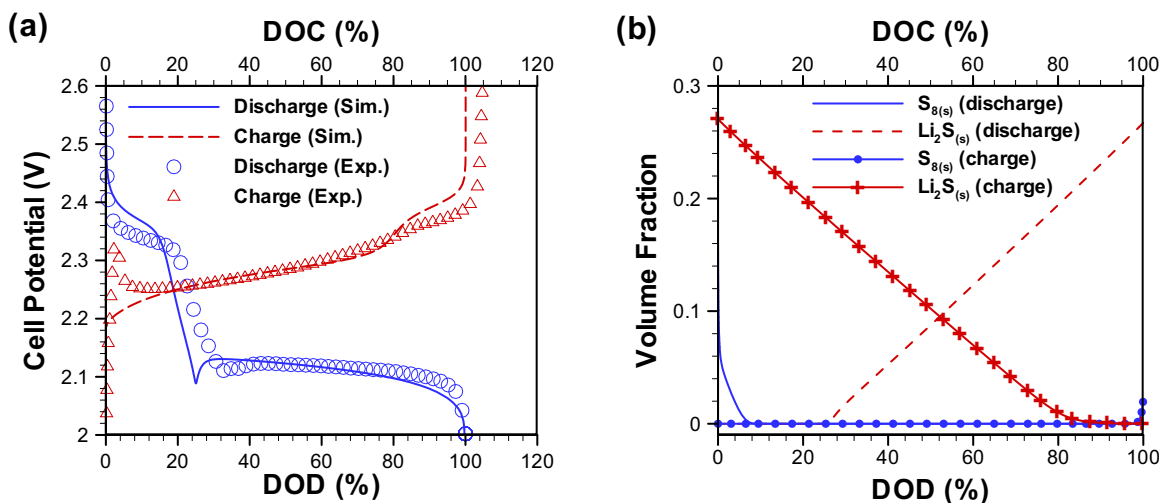 (a)
DOC (%)
0 20 40 60 80 100 120
2.6
2.5
2.4
2.3
2.2
2.1
2
Cell Potential (V)
Discharge (Sim.)
Charge (Sim.)
Discharge (Exp.)
Charge (Exp.)
0 20 40 60 80 100 120
DOD (%)
(b)
DOC (%)
0 20 40 60 80 100
0.3
0.2
0.1
0
Volume Fraction
S8(s) (discharge)
Li2S(s) (discharge)
S8(s) (charge)
Li2S(s) (charge)
0 20 40 60 80 100
DOD (%)